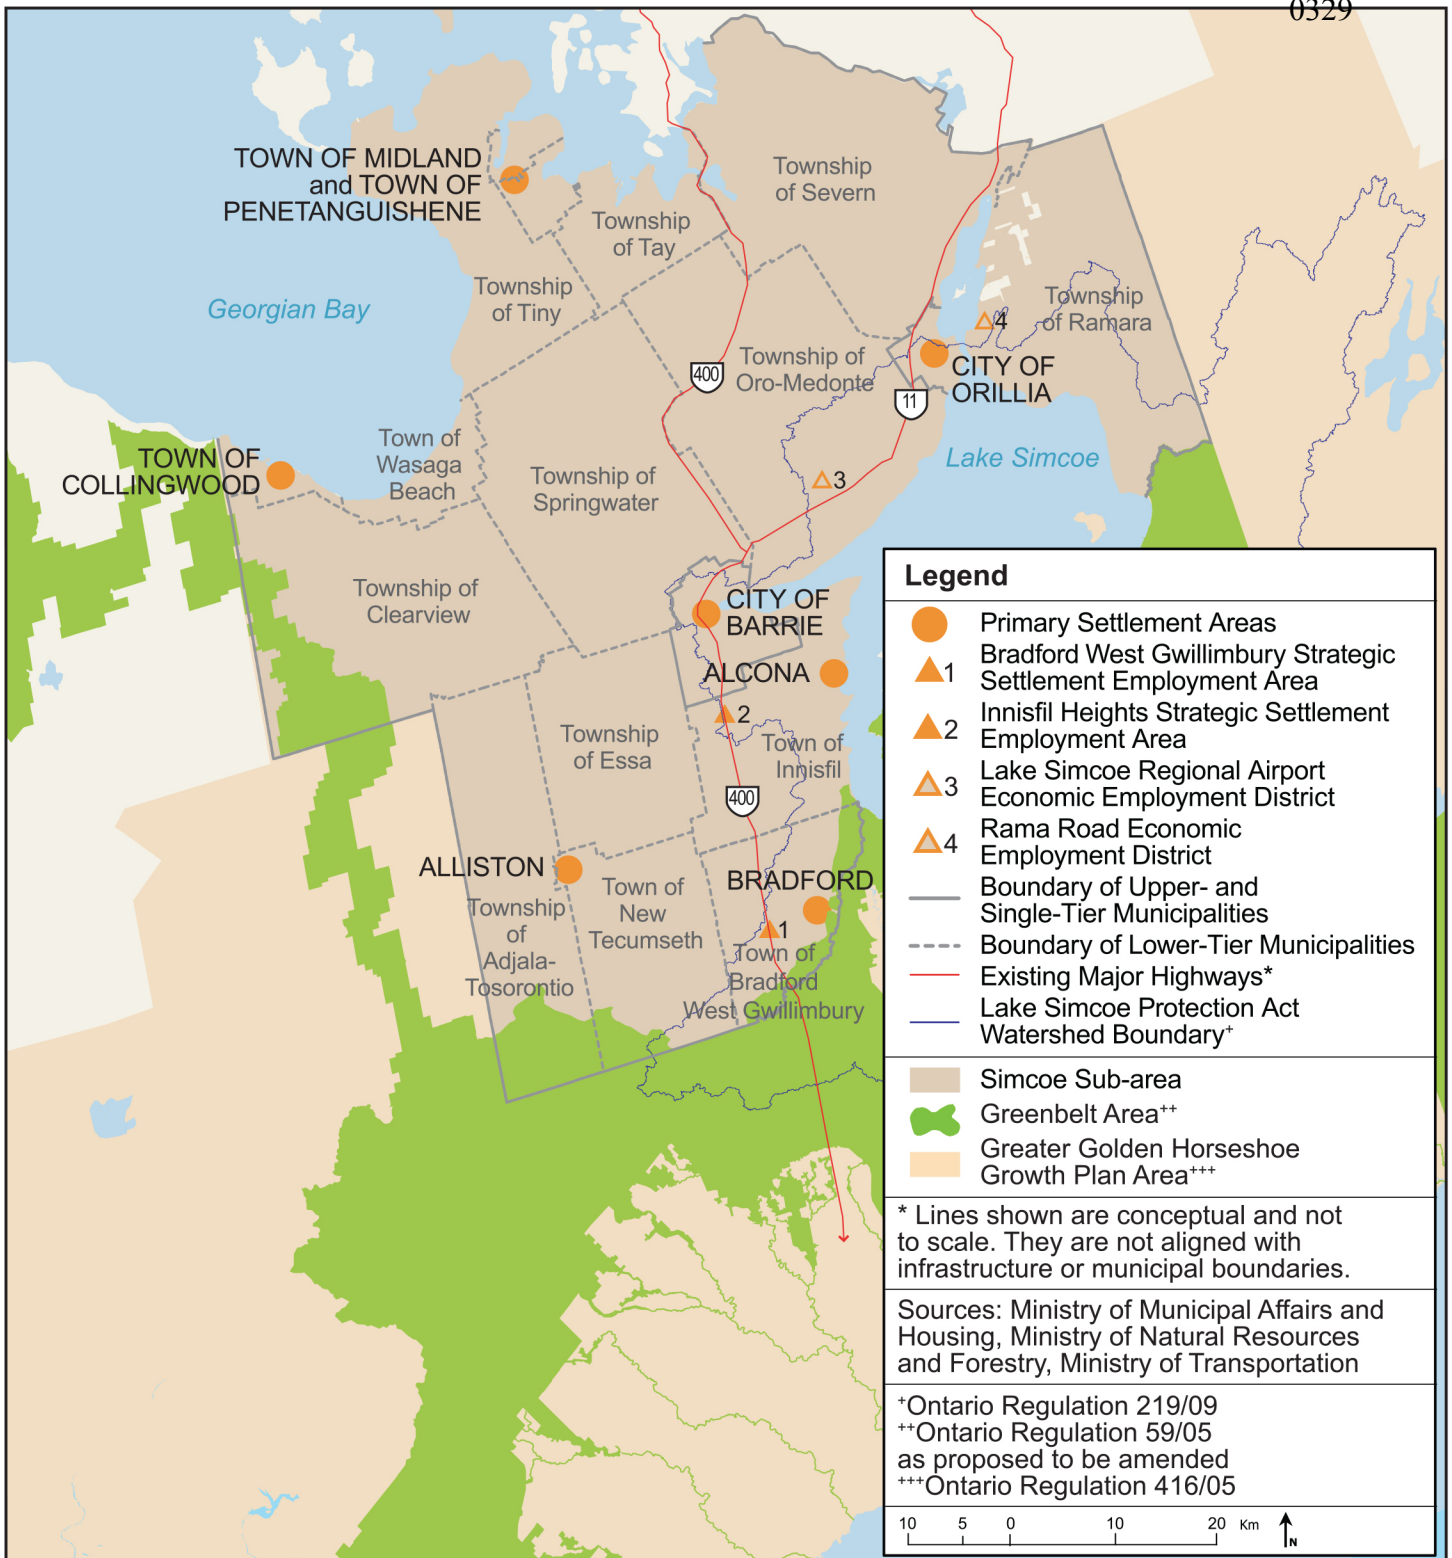 0329
TOWN OF MIDLAND
and TOWN OF
PENETANGUISHENE
Township
of Severn
Township
of Tay
Township
of Tiny
Georgian Bay
Township
of Ramara
4
Township of
Oro-Medonte
400
CITY OF
ORILLIA
11
TOWN OF
COLLINGWOOD
Town of
Wasaga
Beach
Township of
Springwater
Lake Simcoe
3
Township of
Clearview
CITY OF
BARRIE
ALCONA
2
Township
of Essa
Town of
Innisfil
400
ALLISTON
BRADFORD
Town of
New
Tecumseth
Township
of
Adjala-
Tosorontio
1
Town of
Bradford
West Gwillimbury
Legend
Primary Settlement Areas
1 Bradford West Gwillimbury Strategic
Settlement Employment Area
2 Innisfil Heights Strategic Settlement
Employment Area
3 Lake Simcoe Regional Airport
Economic Employment District
4 Rama Road Economic
Employment District
Boundary of Upper- and
Single-Tier Municipalities
Boundary of Lower-Tier Municipalities
Existing Major Highways*
Lake Simcoe Protection Act
Watershed Boundary+
Simcoe Sub-area
Greenbelt Area++
Greater Golden Horseshoe
Growth Plan Area+++
* Lines shown are conceptual and not
to scale. They are not aligned with
infrastructure or municipal boundaries.
Sources: Ministry of Municipal Affairs and
Housing, Ministry of Natural Resources
and Forestry, Ministry of Transportation
+Ontario Regulation 219/09
++Ontario Regulation 59/05
as proposed to be amended
+++Ontario Regulation 416/05
10 5 0 10 20 Km N